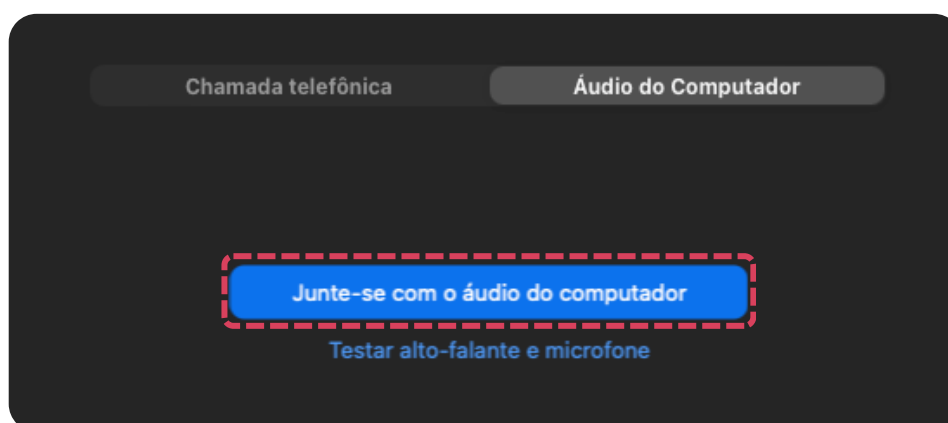 Chamada telefônica Áudio do Computador
Junte-se com o áudio do computador
Testar alto-falante e microfone